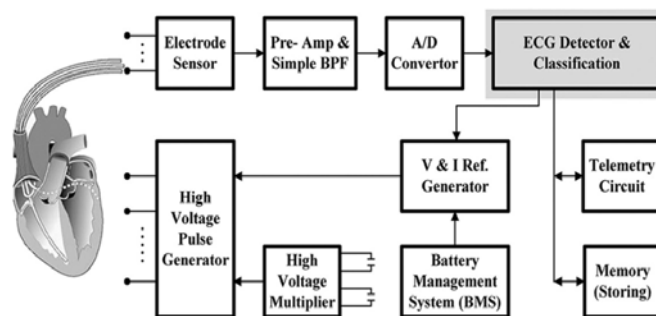 Electrode
Sensor
Pre- Amp &
Simple BPF
A/D
Convertor
ECG Detector &
Classification
High
Voltage
Pulse
Generator
V & I Ref.
Generator
Telemetry
Circuit
High
Voltage
Multiplier
Battery
Management
System (BMS)
Memory
(Storing)